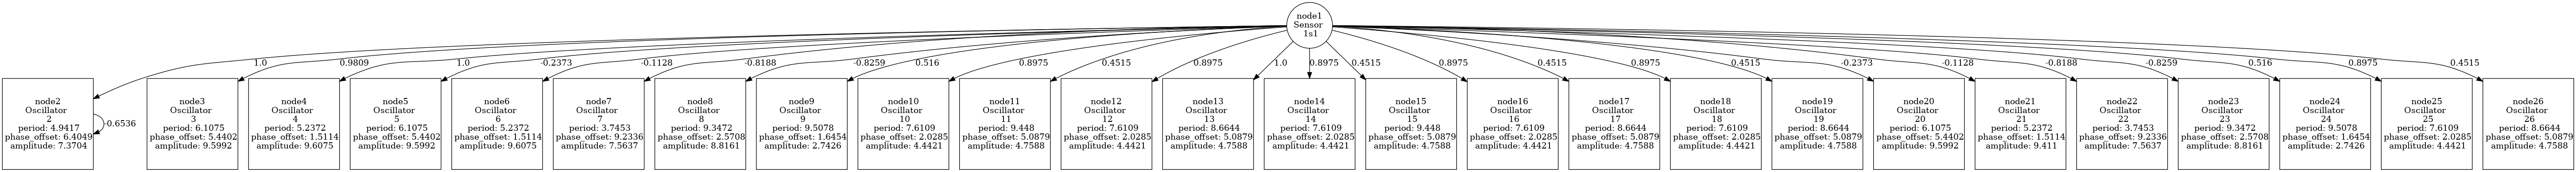 node1
Sensor
1s1
1.0
0.9809
1.0
-0.2373
-0.1128
-0.8188
-0.8259
0.516
0.8975
0.4515
0.8975
1.0
0.8975
0.4515
0.8975
0.4515
0.8975
0.4515
-0.2373
-0.1128
-0.8188
-0.8259
0.516
0.8975
0.4515
-0.6536
node2
Oscillator
2
period: 4.9417
phase_offset: 6.4049
amplitude: 7.3704
node3
Oscillator
3
period: 6.1075
phase_offset: 5.4402
amplitude: 9.5992
node4
Oscillator
4
period: 5.2372
phase_offset: 1.5114
amplitude: 9.6075
node5
Oscillator
5
period: 6.1075
phase_offset: 5.4402
amplitude: 9.5992
node6
Oscillator
6
period: 5.2372
phase_offset: 1.5114
amplitude: 9.6075
node7
Oscillator
7
period: 3.7453
phase_offset: 9.2336
amplitude: 7.5637
node8
Oscillator
8
period: 9.3472
phase_offset: 2.5708
amplitude: 8.8161
node9
Oscillator
9
period: 9.5078
phase_offset: 1.6454
amplitude: 2.7426
node10
Oscillator
10
period: 7.6109
phase_offset: 2.0285
amplitude: 4.4421
node11
Oscillator
11
period: 9.448
phase_offset: 5.0879
amplitude: 4.7588
node12
Oscillator
12
period: 7.6109
phase_offset: 2.0285
amplitude: 4.4421
node13
Oscillator
13
period: 8.6644
phase_offset: 5.0879
amplitude: 4.7588
node14
Oscillator
14
period: 7.6109
phase_offset: 2.0285
amplitude: 4.4421
node15
Oscillator
15
period: 9.448
phase_offset: 5.0879
amplitude: 4.7588
node16
Oscillator
16
period: 7.6109
phase_offset: 2.0285
amplitude: 4.4421
node17
Oscillator
17
period: 8.6644
phase_offset: 5.0879
amplitude: 4.7588
node18
Oscillator
18
period: 7.6109
phase_offset: 2.0285
amplitude: 4.4421
node19
Oscillator
19
period: 8.6644
phase_offset: 5.0879
amplitude: 4.7588
node20
Oscillator
20
period: 6.1075
phase_offset: 5.4402
amplitude: 9.5992
node21
Oscillator
21
period: 5.2372
phase_offset: 1.5114
amplitude: 9.411
node22
Oscillator
22
period: 3.7453
phase_offset: 9.2336
amplitude: 7.5637
node23
Oscillator
23
period: 9.3472
phase_offset: 2.5708
amplitude: 8.8161
node24
Oscillator
24
period: 9.5078
phase_offset: 1.6454
amplitude: 2.7426
node25
Oscillator
25
period: 7.6109
phase_offset: 2.0285
amplitude: 4.4421
node26
Oscillator
26
period: 8.6644
phase_offset: 5.0879
amplitude: 4.7588